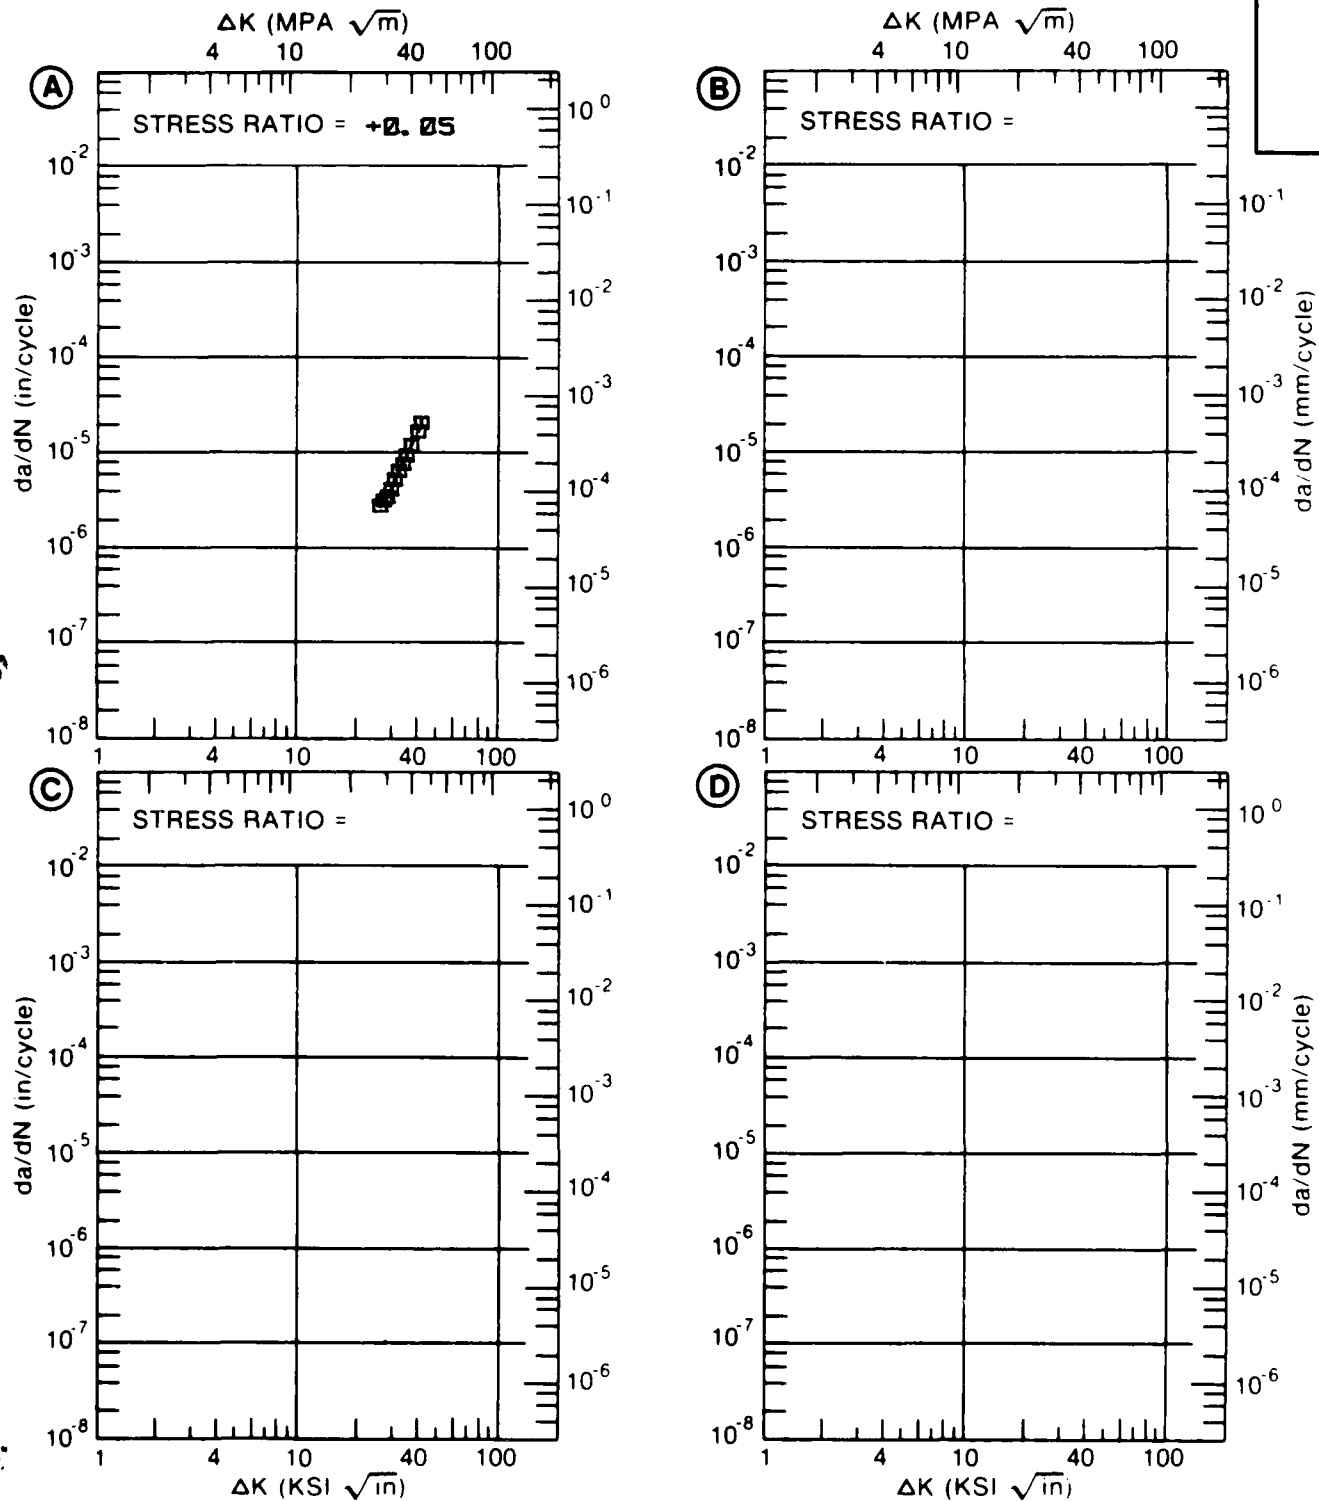 ΔK (MPA √m)
4 10 40 100
A
STRESS RATIO = +0.05
10^0
10^-2
10^-1
10^-3
10^-2
10^-4
10^-3
10^-5
10^-4
10^-6
10^-5
10^-7
10^-6
10^-8
1 4 10 40 100
da/dN (in/cycle)
ΔK (MPA √m)
4 10 40 100
B
STRESS RATIO =
10^-2
10^-1
10^-3
10^-2
10^-4
10^-3
10^-5
10^-4
10^-6
10^-5
10^-7
10^-6
10^-8
1 4 10 40 100
da/dN (mm/cycle)
C
STRESS RATIO =
10^0
10^-2
10^-1
10^-3
10^-2
10^-4
10^-3
10^-5
10^-4
10^-6
10^-5
10^-7
10^-6
10^-8
1 4 10 40 100
da/dN (in/cycle)
ΔK (KSI √in)
D
STRESS RATIO =
10^0
10^-2
10^-1
10^-3
10^-2
10^-4
10^-3
10^-5
10^-4
10^-6
10^-5
10^-7
10^-6
10^-8
1 4 10 40 100
da/dN (mm/cycle)
ΔK (KSI √in)